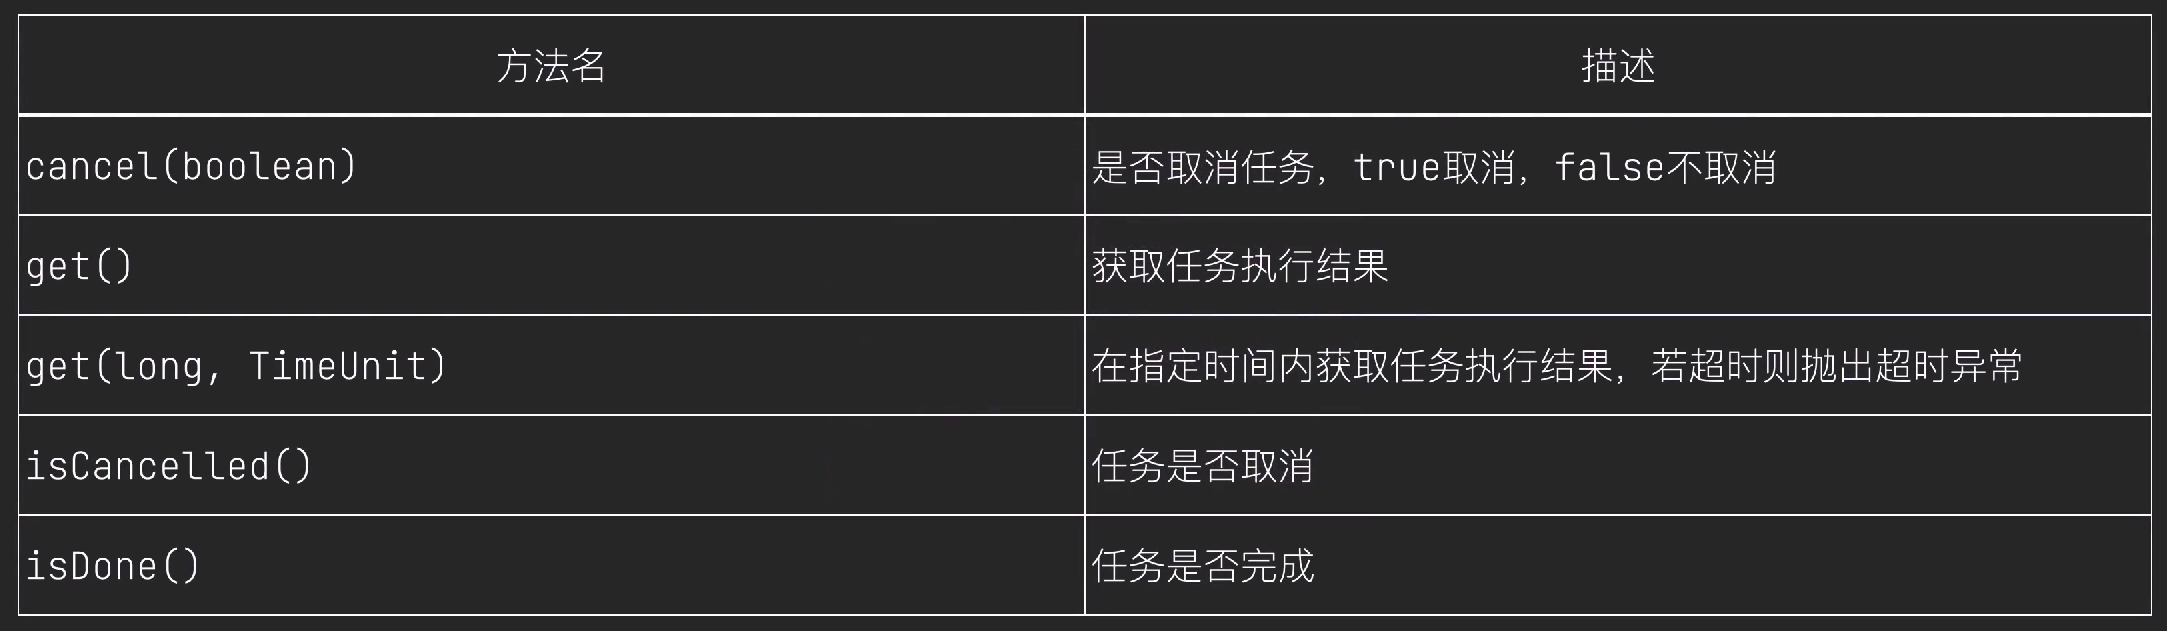 方法名 描述
cancel(boolean) 是否取消任务，true取消，false不取消
get() 获取任务执行结果
get(long, TimeUnit) 在指定时间内获取任务执行结果，若超时则抛出超时异常
isCancelled() 任务是否取消
isDone() 任务是否完成